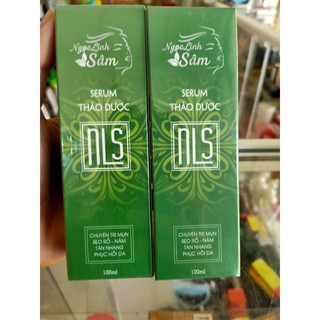 Ngọc Linh
Sâm
SERUM
THẢO DƯỢC
NLS
CHUYÊN TRỊ MỤN
SẸO RỖ - NÁM
TÀN NHANG
PHỤC HỒI DA
100ml
Ngọc Linh
Sâm
SERUM
THẢO DƯỢC
NLS
CHUYÊN TRỊ MỤN
SẸO RỖ - NÁM
TÀN NHANG
PHỤC HỒI DA
100ml